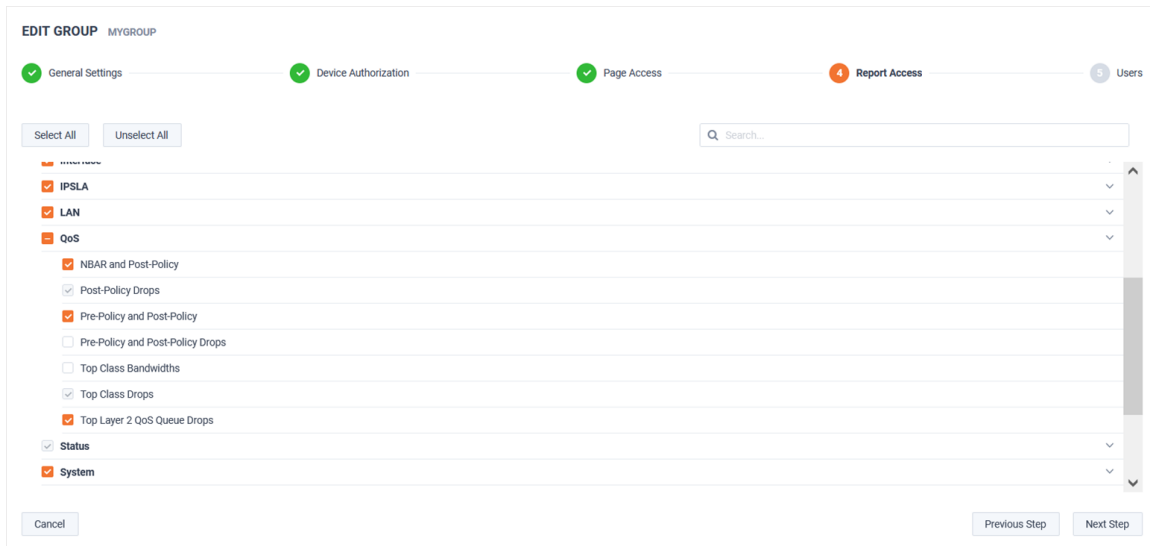 EDIT GROUP MYGROUP
General Settings Device Authorization Page Access 4 Report Access 5 Users
Select All Unselect All Search...
Interface
IPSLA
LAN
QoS
NBAR and Post-Policy
Post-Policy Drops
Pre-Policy and Post-Policy
Pre-Policy and Post-Policy Drops
Top Class Bandwidths
Top Class Drops
Top Layer 2 QoS Queue Drops
Status
System
Cancel Previous Step Next Step